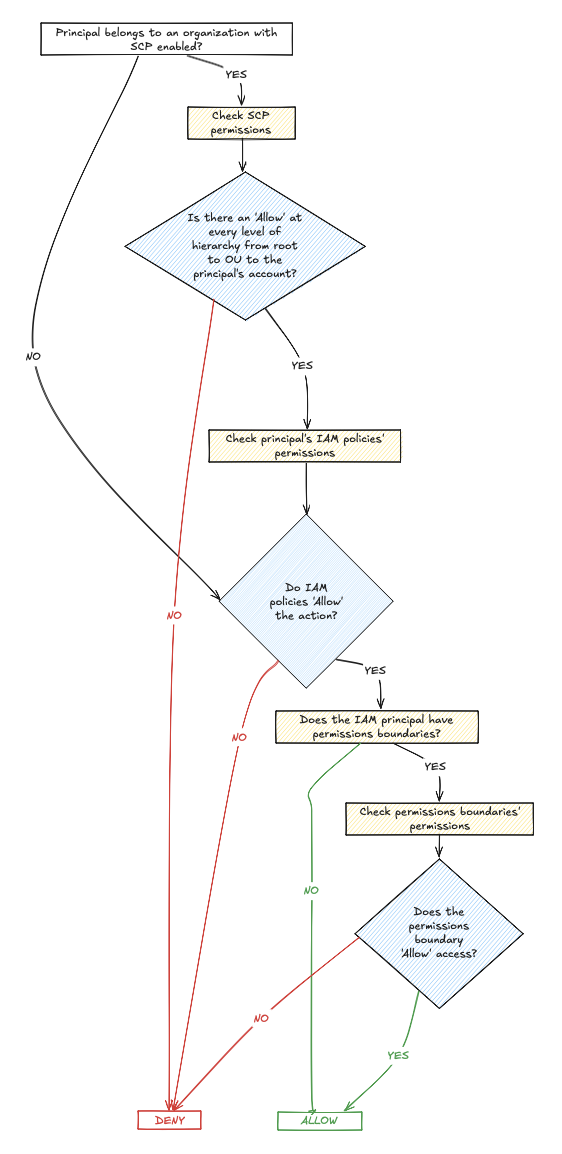 Principal belongs to an organization with
SCP enabled?
YES
Check SCP
permissions
Is there an 'Allow' at
every level of
hierarchy from root
to OU to the
principal's account?
NO
YES
Check principal's IAM policies'
permissions
Do IAM
policies 'Allow'
the action?
NO
YES
Does the IAM principal have
permissions boundaries?
NO
YES
Check permissions boundaries'
permissions
NO
Does the
permissions
boundary
'Allow' access?
NO
YES
DENY
ALLOW